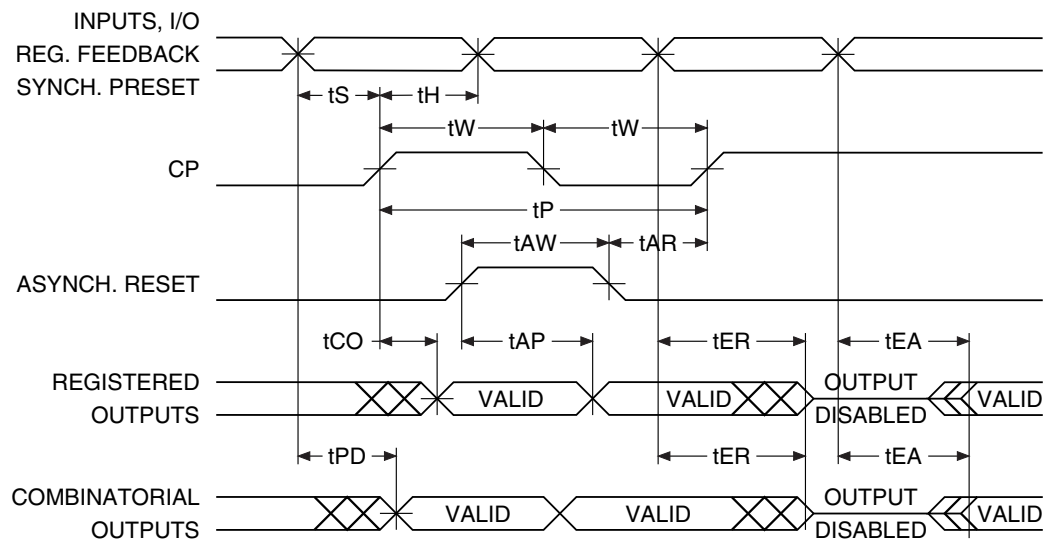 INPUTS, I/O
REG. FEEDBACK
SYNCH. PRESET
tS tH
tW tW
CP
tP
tAW tAR
ASYNCH. RESET
tCO tAP tER tEA
REGISTERED OUTPUT
VALID VALID VALID
OUTPUTS DISABLED
tPD tER tEA
COMBINATORIAL OUTPUT
VALID VALID VALID
OUTPUTS DISABLED